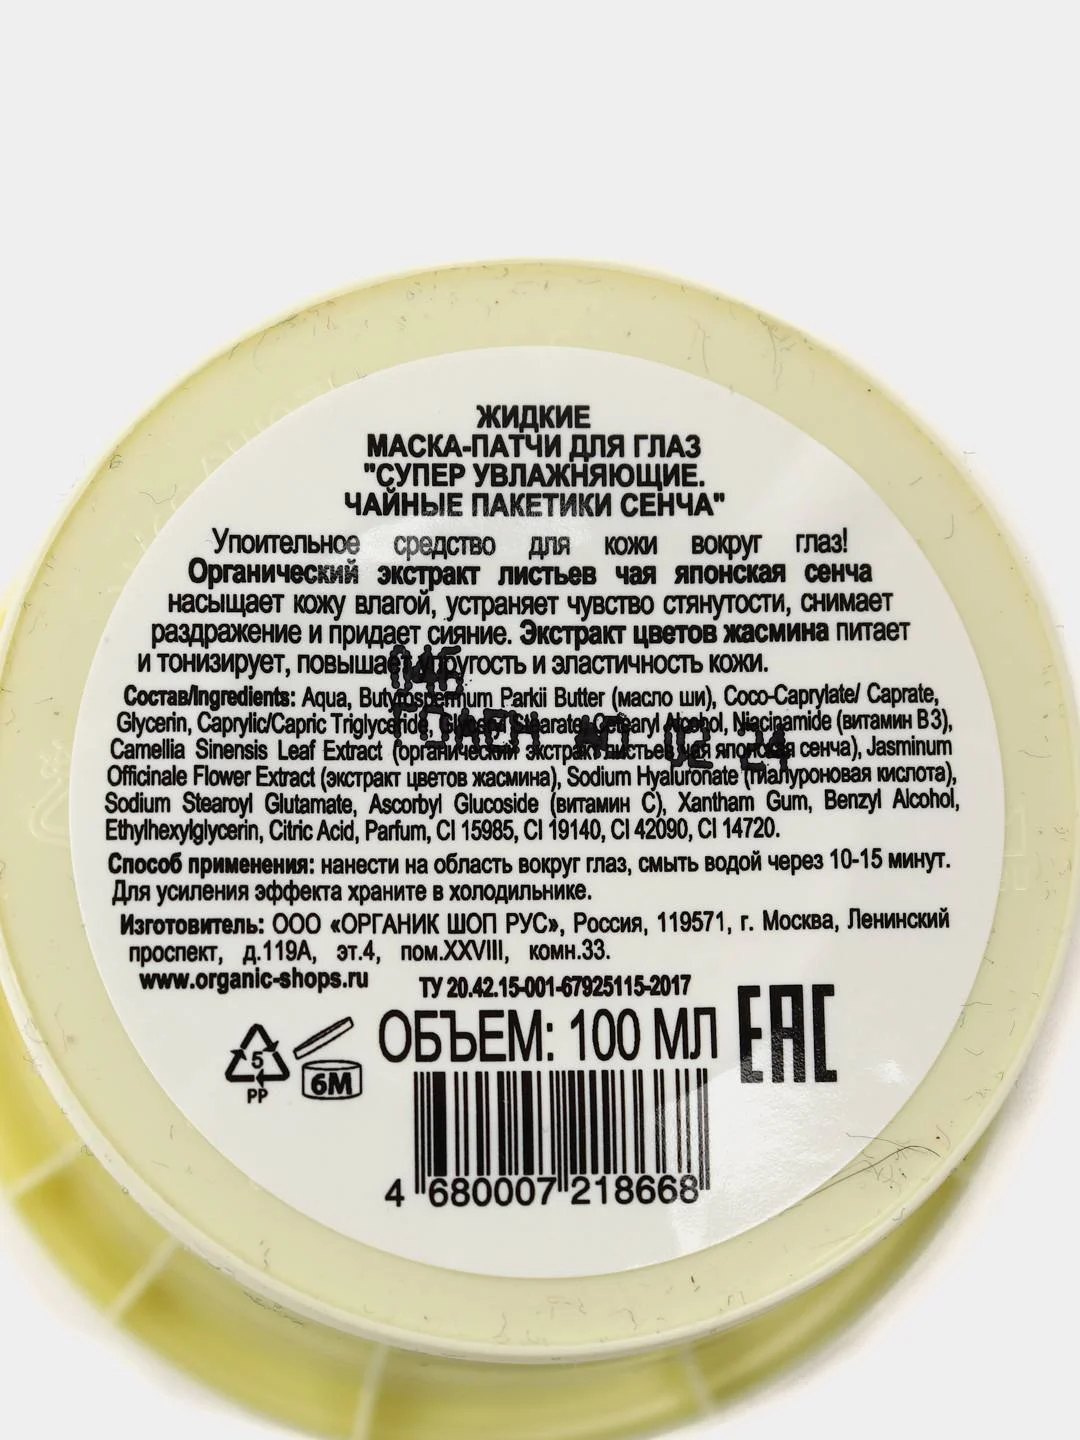 ЖИДКИЕ
МАСКА-ПАТЧИ ДЛЯ ГЛАЗ
"СУПЕР УВЛАЖНЯЮЩИЕ.
ЧАЙНЫЕ ПАКЕТИКИ СЕНЧА"
Упоительное средство для кожи вокруг глаз!
Органический экстракт листьев чая японская сенча
насыщает кожу влагой, устраняет чувство стянутости, снимает
раздражение и придает сияние. Экстракт цветов жасмина питает
и тонизирует, повышает упругость и эластичность кожи.
Состав/Ingredients: Aqua, Butyrospermum Parkii Butter (масло ши), Coco-Caprylate/ Caprate,
Glycerin, Caprylic/Capric Triglyceride, Glyceryl Stearate, Cetearyl Alcohol, Niacinamide (витамин В3),
Camellia Sinensis Leaf Extract (органический экстракт листьев чая японская сенча), Jasminum
Officinale Flower Extract (экстракт цветов жасмина), Sodium Hyaluronate (гиалуроновая кислота),
Sodium Stearoyl Glutamate, Ascorbyl Glucoside (витамин С), Xantham Gum, Benzyl Alcohol,
Ethylhexylglycerin, Citric Acid, Parfum, CI 15985, CI 19140, CI 42090, CI 14720.
Способ применения: нанести на область вокруг глаз, смыть водой через 10-15 минут.
Для усиления эффекта храните в холодильнике.
Изготовитель: ООО «ОРГАНИК ШОП РУС», Россия, 119571, г. Москва, Ленинский
проспект, д.119А, эт.4, пом.XXVIII, комн.33.
www.organic-shops.ru
ТУ 20.42.15-001-67925115-2017
ОБЪЕМ: 100 МЛ
EAC
5
PP
6М
4 680007 218668